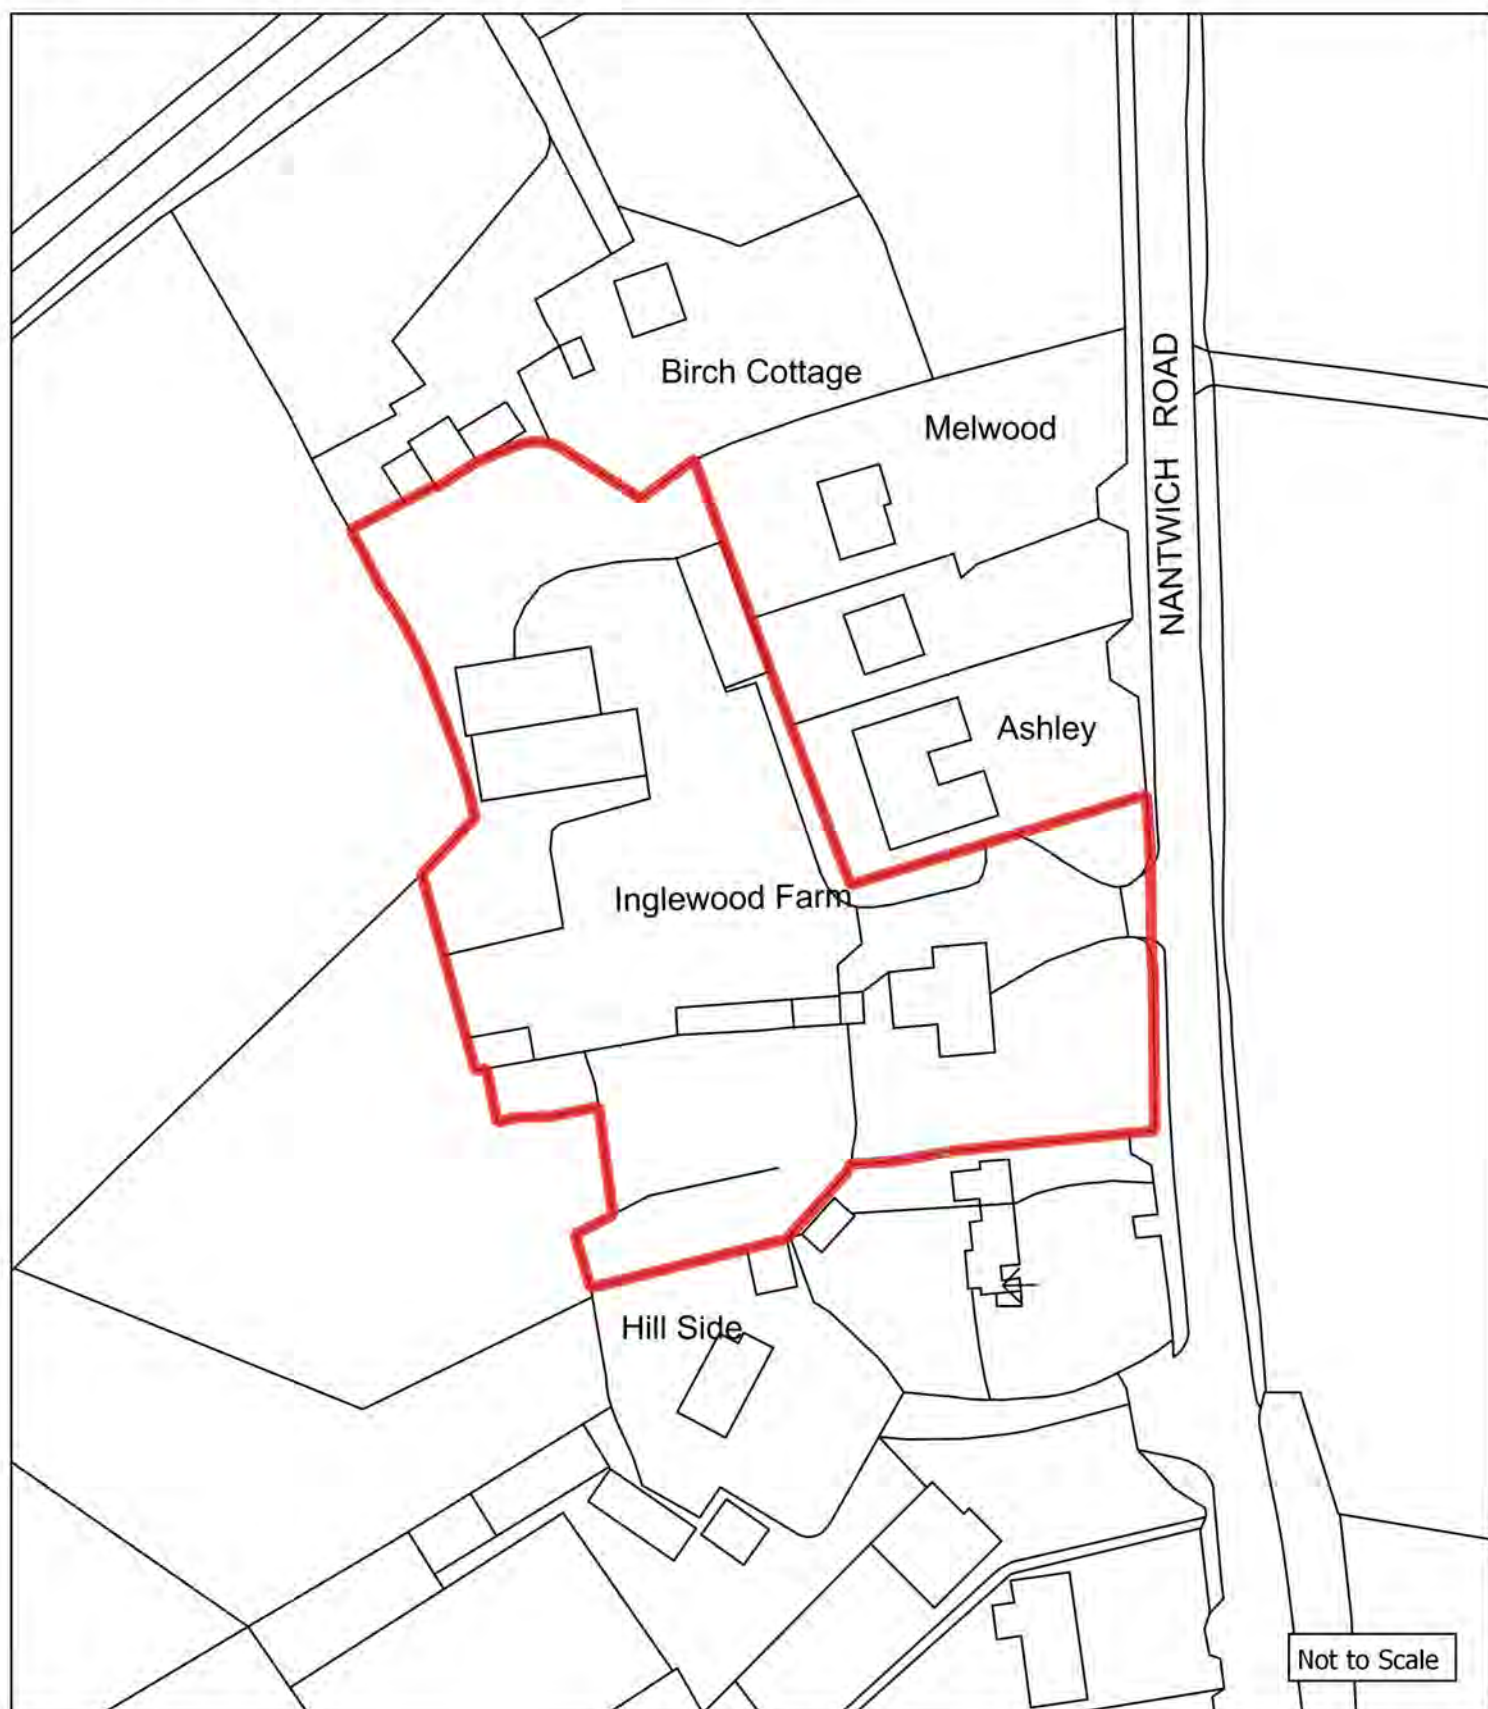 Birch Cottage
Melwood
NANTWICH ROAD
Ashley
Inglewood Farm
Hill Side
Not to Scale